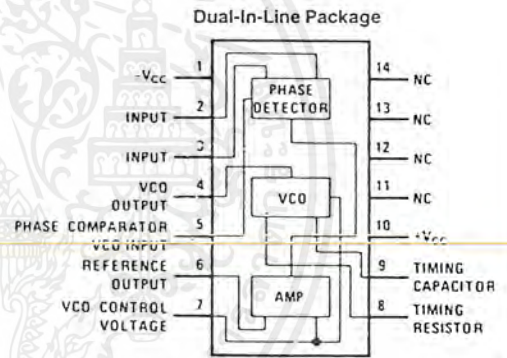 Dual-In-Line Package
1
-VCC
2
INPUT
3
INPUT
4
VCO
OUTPUT
5
PHASE COMPARATOR
VCO INPUT
6
REFERENCE
OUTPUT
7
VCO CONTROL
VOLTAGE
PHASE
DETECTOR
VCO
AMP
14
NC
13
NC
12
NC
11
NC
10
+VCC
9
TIMING
CAPACITOR
8
TIMING
RESISTOR